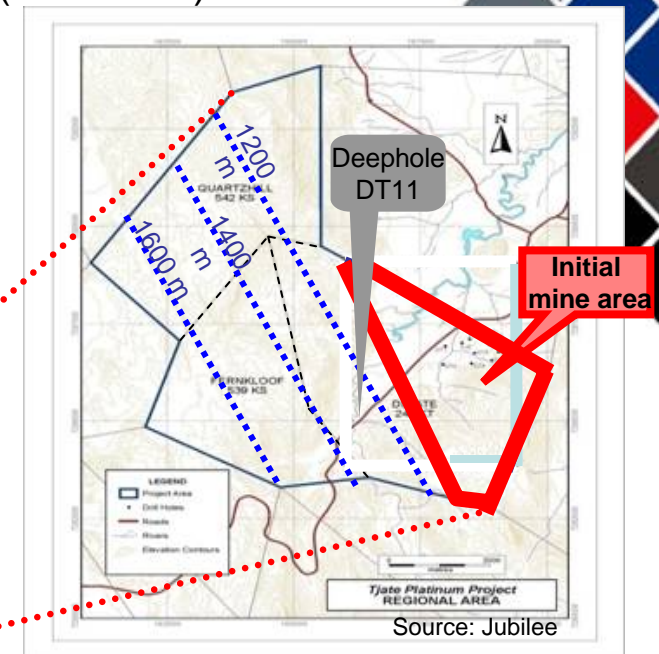 N
Deephole
DT11
1200
m
QUARTZHILL
542 KS
1400
m
1600 m
Initial
mine area
FERNKLOOF
539 KS
LEGEND
Project Area
Drill Holes
Roads
Rivers
Elevation Contours
Tjate Platinum Project
REGIONAL AREA
Source: Jubilee